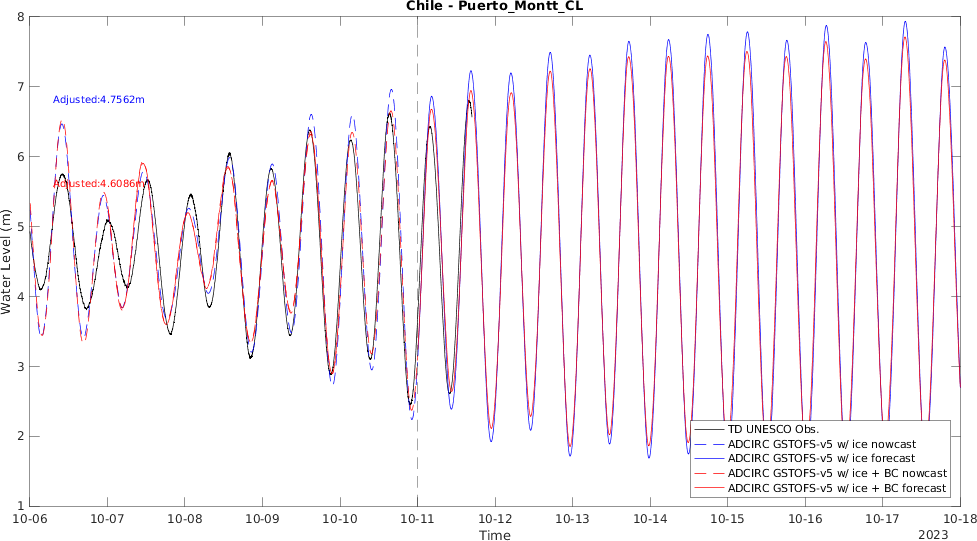 Chile - Puerto_Montt_CL
8
7
6
5
4
3
2
1
Water Level (m)
Adjusted:4.7562m
Adjusted:4.6086m
TD UNESCO Obs.
ADCIRC GSTOFS-v5 w/ ice nowcast
ADCIRC GSTOFS-v5 w/ ice forecast
ADCIRC GSTOFS-v5 w/ ice + BC nowcast
ADCIRC GSTOFS-v5 w/ ice + BC forecast
10-06 10-07 10-08 10-09 10-10 10-11 10-12 10-13 10-14 10-15 10-16 10-17 10-18
Time
2023